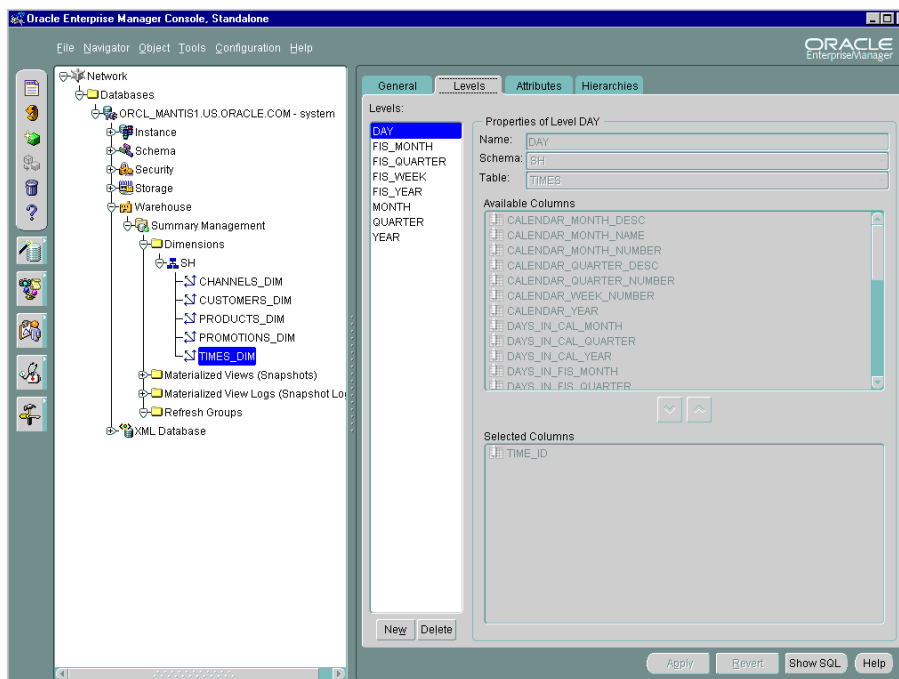 Oracle Enterprise Manager Console, Standalone
File Navigator Object Tools Configuration Help
ORACLE
EnterpriseManager
Network
Databases
ORCL_MANTIS1.US.ORACLE.COM - system
Instance
Schema
Security
Storage
Warehouse
Summary Management
Dimensions
SH
CHANNELS_DIM
CUSTOMERS_DIM
PRODUCTS_DIM
PROMOTIONS_DIM
TIMES_DIM
Materialized Views (Snapshots)
Materialized View Logs (Snapshot Lo
Refresh Groups
XML Database
General Levels Attributes Hierarchies
Levels:
DAY
FIS_MONTH
FIS_QUARTER
FIS_WEEK
FIS_YEAR
MONTH
QUARTER
YEAR
New Delete
Properties of Level DAY
Name: DAY
Schema: SH
Table: TIMES
Available Columns
CALENDAR_MONTH_DESC
CALENDAR_MONTH_NAME
CALENDAR_MONTH_NUMBER
CALENDAR_QUARTER_DESC
CALENDAR_QUARTER_NUMBER
CALENDAR_WEEK_NUMBER
CALENDAR_YEAR
DAYS_IN_CAL_MONTH
DAYS_IN_CAL_QUARTER
DAYS_IN_CAL_YEAR
DAYS_IN_FIS_MONTH
DAYS_IN_FIS_QUARTER
Selected Columns
TIME_ID
Apply Revert Show SQL Help